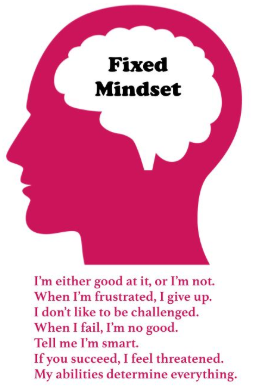 Fixed
Mindset
I'm either good at it, or I'm not.
When I'm frustrated, I give up.
I don't like to be challenged.
When I fail, I'm no good.
Tell me I'm smart.
If you succeed, I feel threatened.
My abilities determine everything.